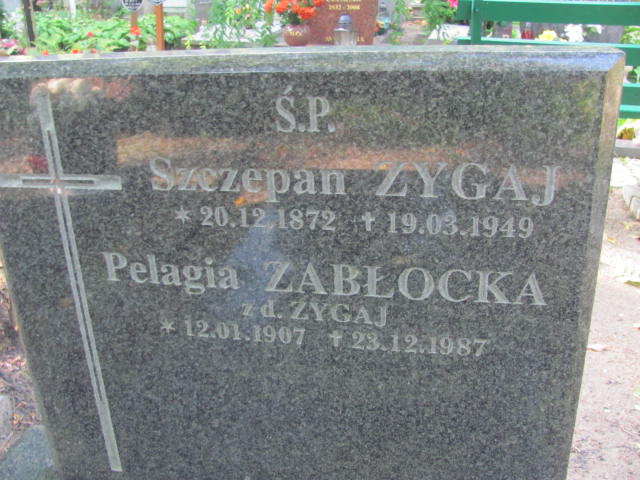 Ś.P.
Szczepan ZYGAJ
* 20.12.1872 † 19.03.1949
Pelagia ZABŁOCKA
z d. ZYGAJ
* 12.01.1907 † 23.12.1987